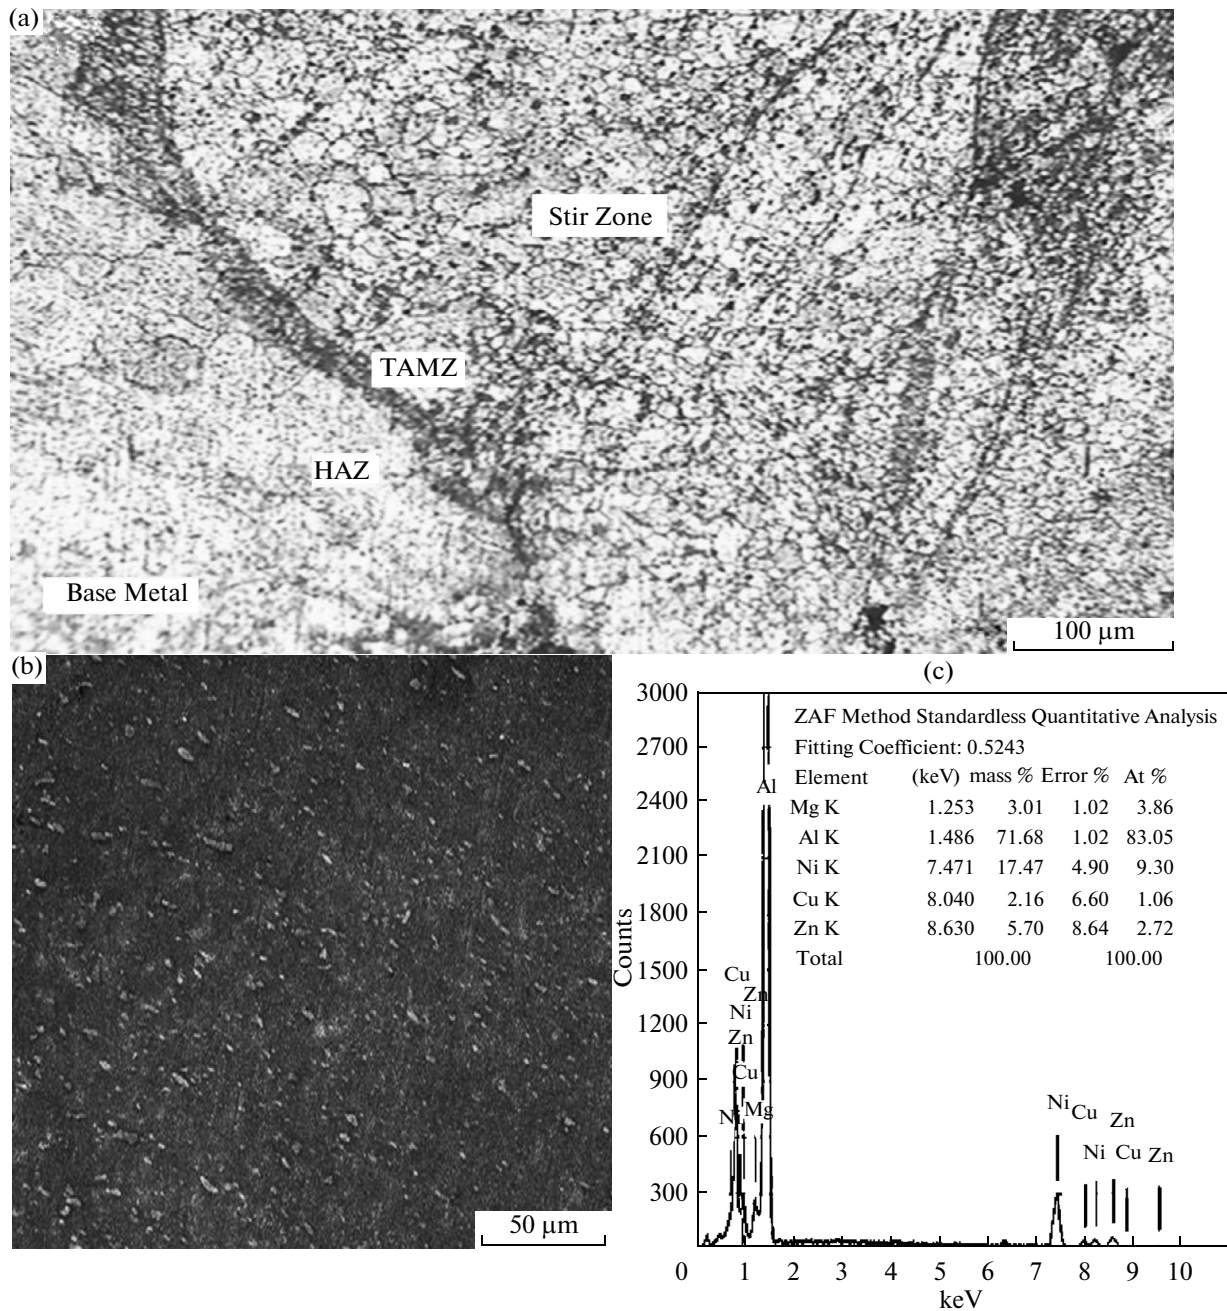 (a)
Stir Zone
TAMZ
HAZ
Base Metal
100 µm
(b)
50 µm
(c)
3000
2700
2400
2100
1800
1500
1200
900
600
300
0 1 2 3 4 5 6 7 8 9 10
Counts
keV
ZAF Method Standardless Quantitative Analysis
Fitting Coefficient: 0.5243
Element (keV) mass % Error % At %
Mg K 1.253 3.01 1.02 3.86
Al K 1.486 71.68 1.02 83.05
Ni K 7.471 17.47 4.90 9.30
Cu K 8.040 2.16 6.60 1.06
Zn K 8.630 5.70 8.64 2.72
Total 100.00 100.00
Al
Cu
Zn
Ni
Zn
Cu
Ni
Mg
Ni
Cu
Zn
Ni
Cu
Zn